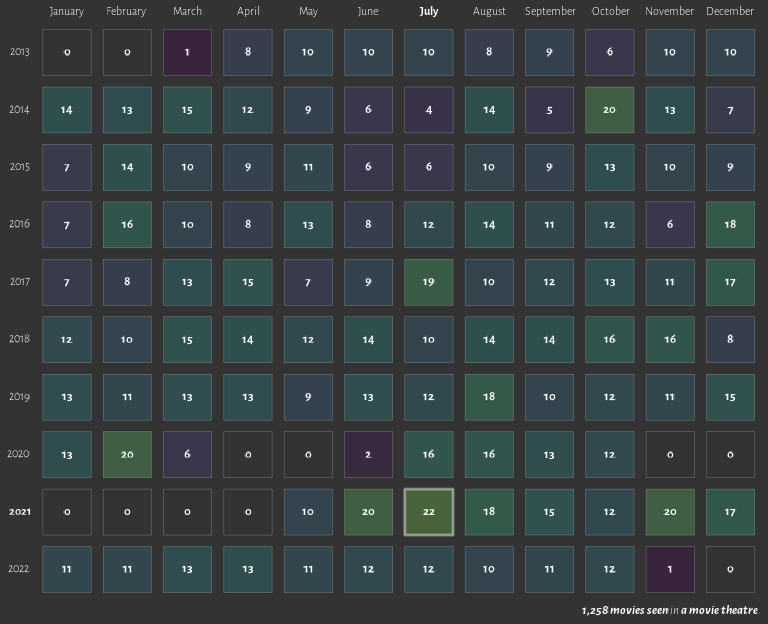 January February March April May June July August September October November December
2013 0 0 1 8 10 10 10 8 9 6 10 10
2014 14 13 15 12 9 6 4 14 5 20 13 7
2015 7 14 10 9 11 6 6 10 9 13 10 9
2016 7 16 10 8 13 8 12 14 11 12 6 18
2017 7 8 13 15 7 9 19 10 12 13 11 17
2018 12 10 15 14 12 14 10 14 14 16 16 8
2019 13 11 13 13 9 13 12 18 10 12 11 15
2020 13 20 6 0 0 2 16 16 13 12 0 0
2021 0 0 0 0 10 20 22 18 15 12 20 17
2022 11 11 13 13 11 12 12 10 11 12 1 0
1,258 movies seen in a movie theatre.